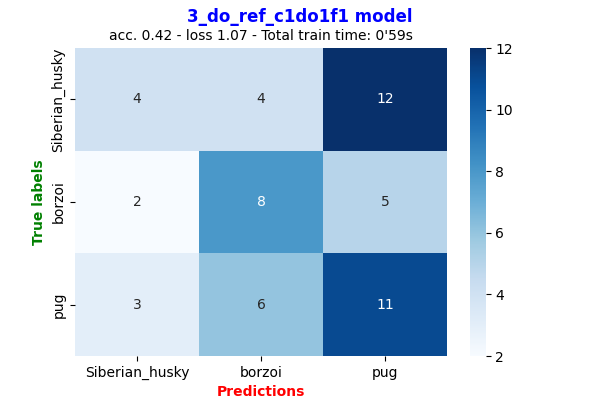 3_do_ref_c1do1f1 model
acc. 0.42 - loss 1.07 - Total train time: 0'59s
True labels
Siberian_husky
borzoi
pug
4 4 12
2 8 5
3 6 11
Siberian_husky borzoi pug
Predictions
12
10
8
6
4
2